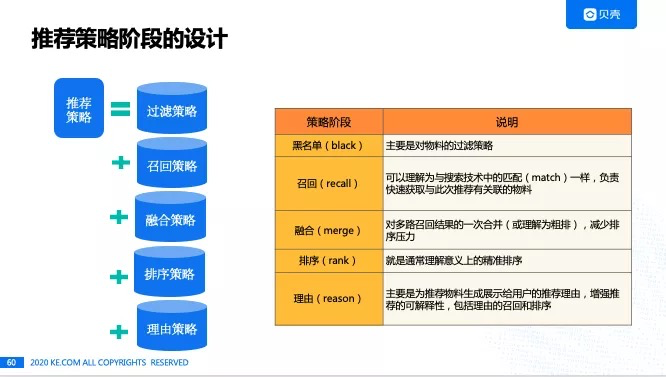 贝壳
推荐策略阶段的设计
推荐
策略
过滤策略
召回策略
融合策略
排序策略
理由策略
策略阶段 说明
黑名单（black） 主要是对物料的过滤策略
召回（recall） 可以理解为与搜索技术中的匹配（match）一样，负责
快速获取与此次推荐有关联的物料
融合（merge） 对多路召回结果的一次合并（或理解为粗排），减少排
序压力
排序（rank） 就是通常理解意义上的精准排序
理由（reason） 主要是为推荐物料生成展示给用户的推荐理由，增强推
荐的可解释性，包括理由的召回和排序
60 2020 KE.COM ALL COPYRIGHTS RESERVED